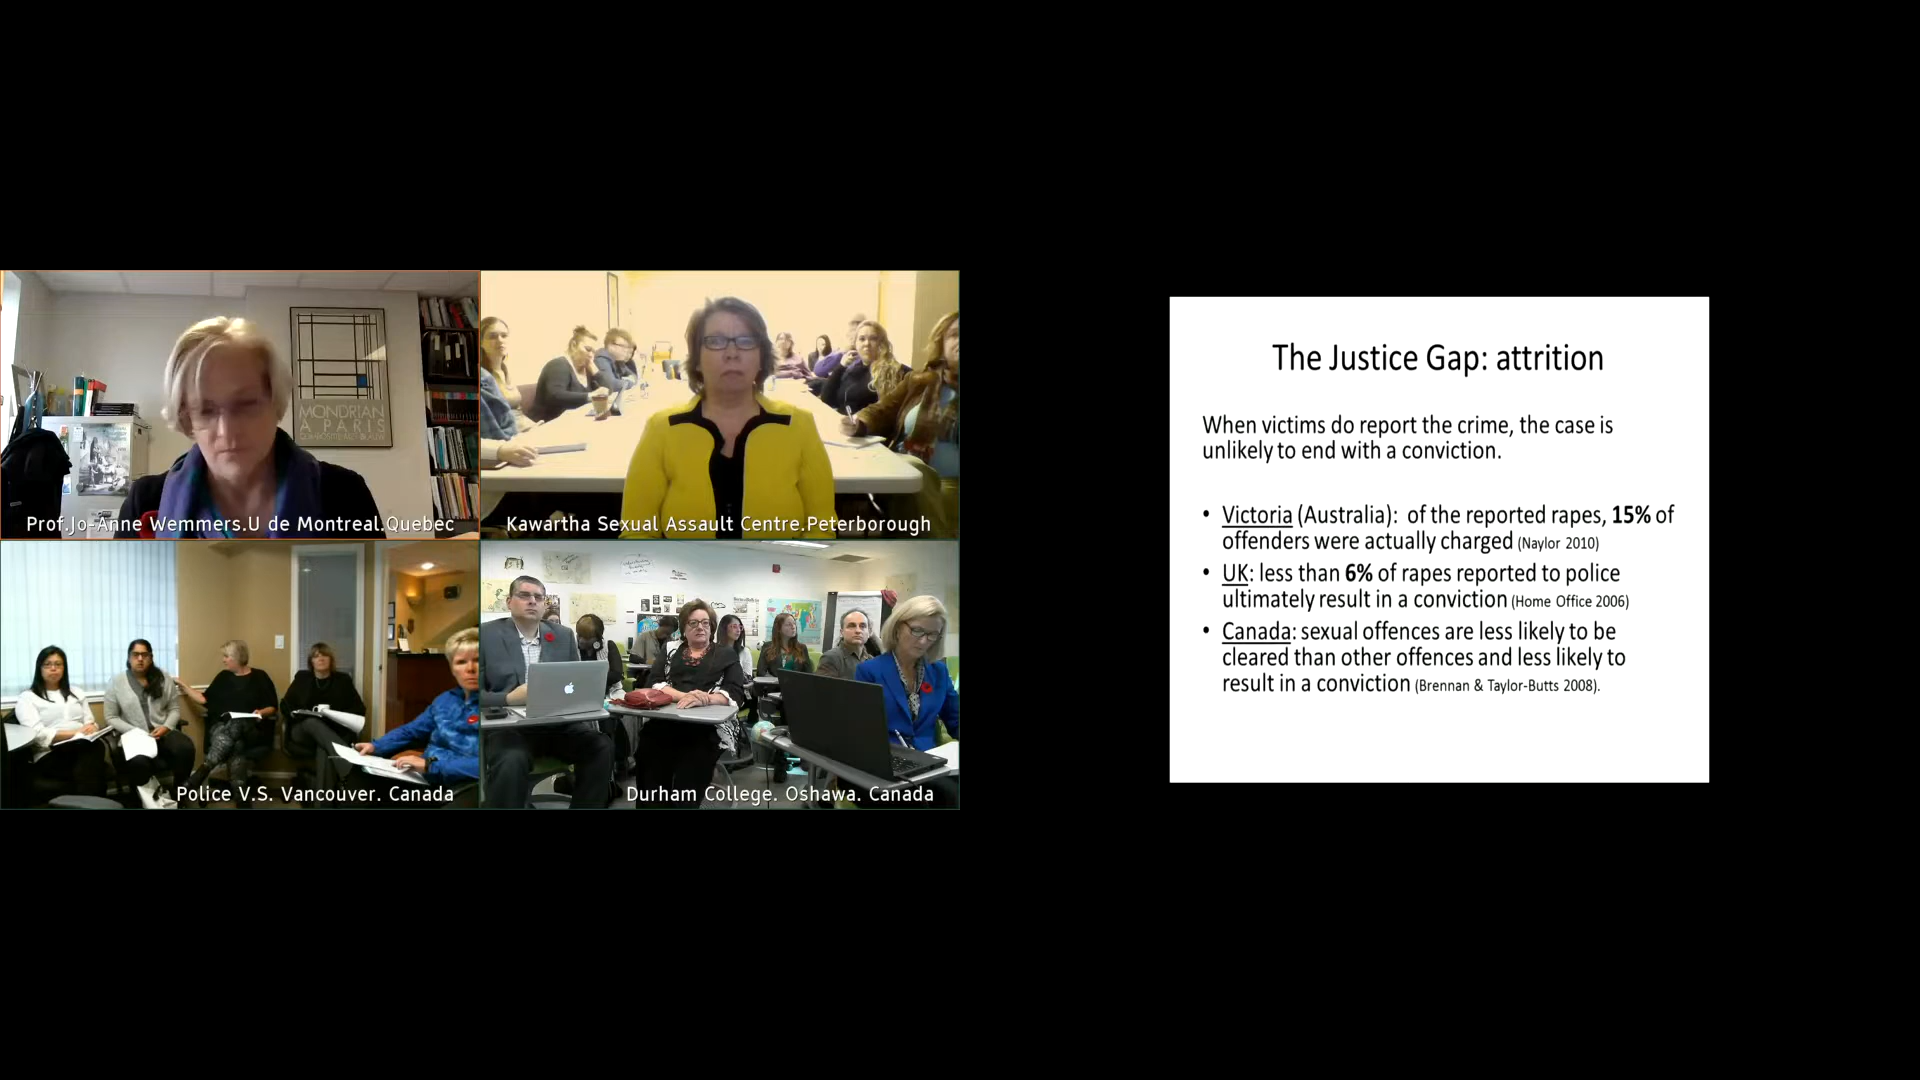 MONDRIAN
A PARIS
Prof.Jo-Anne Wemmers.U de Montreal.Quebec
Kawartha Sexual Assault Centre.Peterborough
Police V.S. Vancouver. Canada
Durham College. Oshawa. Canada
The Justice Gap: attrition
When victims do report the crime, the case is
unlikely to end with a conviction.
• Victoria (Australia): of the reported rapes, 15% of
offenders were actually charged (Naylor 2010)
• UK: less than 6% of rapes reported to police
ultimately result in a conviction (Home Office 2006)
• Canada: sexual offences are less likely to be
cleared than other offences and less likely to
result in a conviction (Brennan & Taylor-Butts 2008).